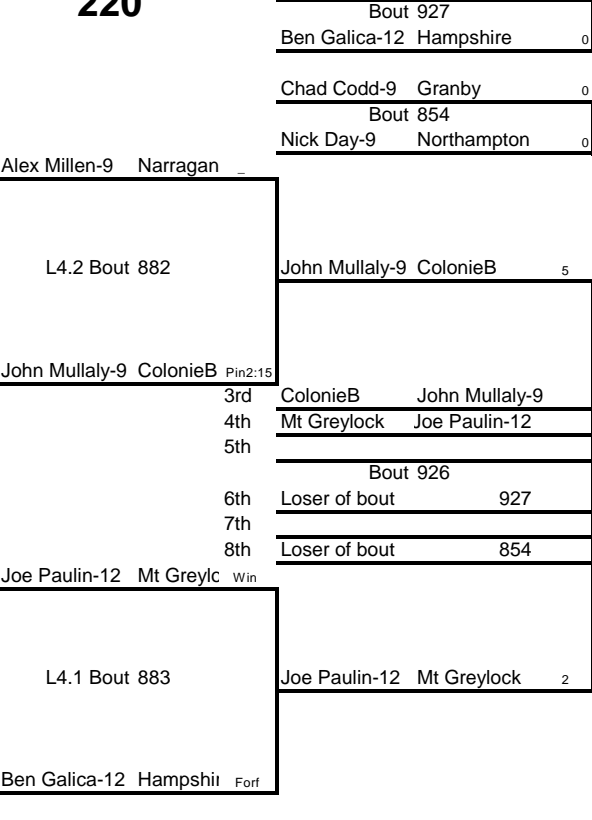 220
Bout 927
Ben Galica-12 Hampshire 0
Chad Codd-9 Granby 0
Bout 854
Nick Day-9 Northampton 0
Alex Millen-9 Narragan _
L4.2 Bout 882 John Mullaly-9 ColonieB 5
John Mullaly-9 ColonieB Pin2:15
3rd ColonieB John Mullaly-9
4th Mt Greylock Joe Paulin-12
5th
Bout 926
6th Loser of bout 927
7th
8th Loser of bout 854
Joe Paulin-12 Mt Greylc Win
L4.1 Bout 883 Joe Paulin-12 Mt Greylock 2
Ben Galica-12 Hampshir Forf